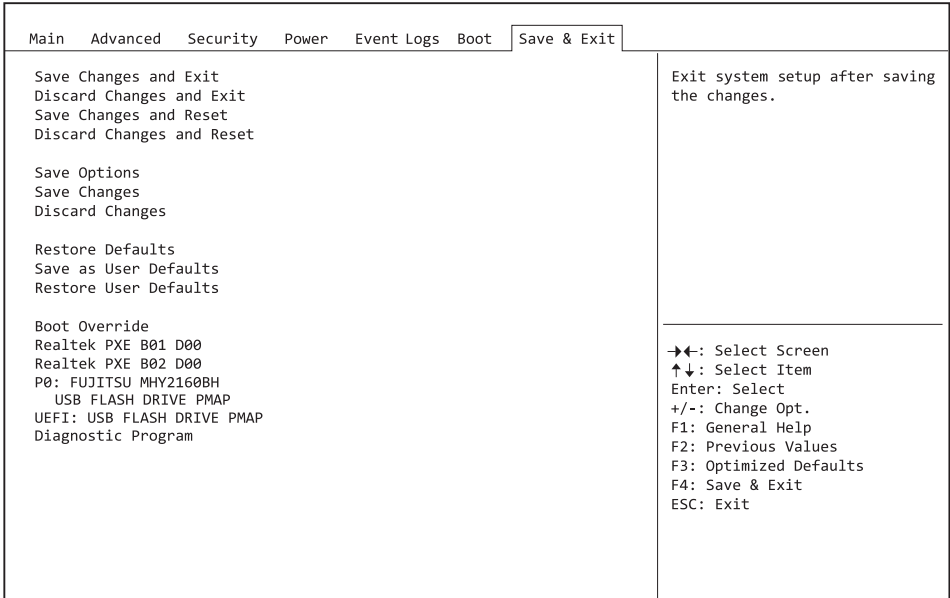 Main Advanced Security Power Event Logs Boot Save & Exit
Save Changes and Exit
Discard Changes and Exit
Save Changes and Reset
Discard Changes and Reset
Save Options
Save Changes
Discard Changes
Restore Defaults
Save as User Defaults
Restore User Defaults
Boot Override
Realtek PXE B01 D00
Realtek PXE B02 D00
P0: FUJITSU MHY2160BH
USB FLASH DRIVE PMAP
UEFI: USB FLASH DRIVE PMAP
Diagnostic Program
Exit system setup after saving
the changes.
→←: Select Screen
↑↓: Select Item
Enter: Select
+/-: Change Opt.
F1: General Help
F2: Previous Values
F3: Optimized Defaults
F4: Save & Exit
ESC: Exit